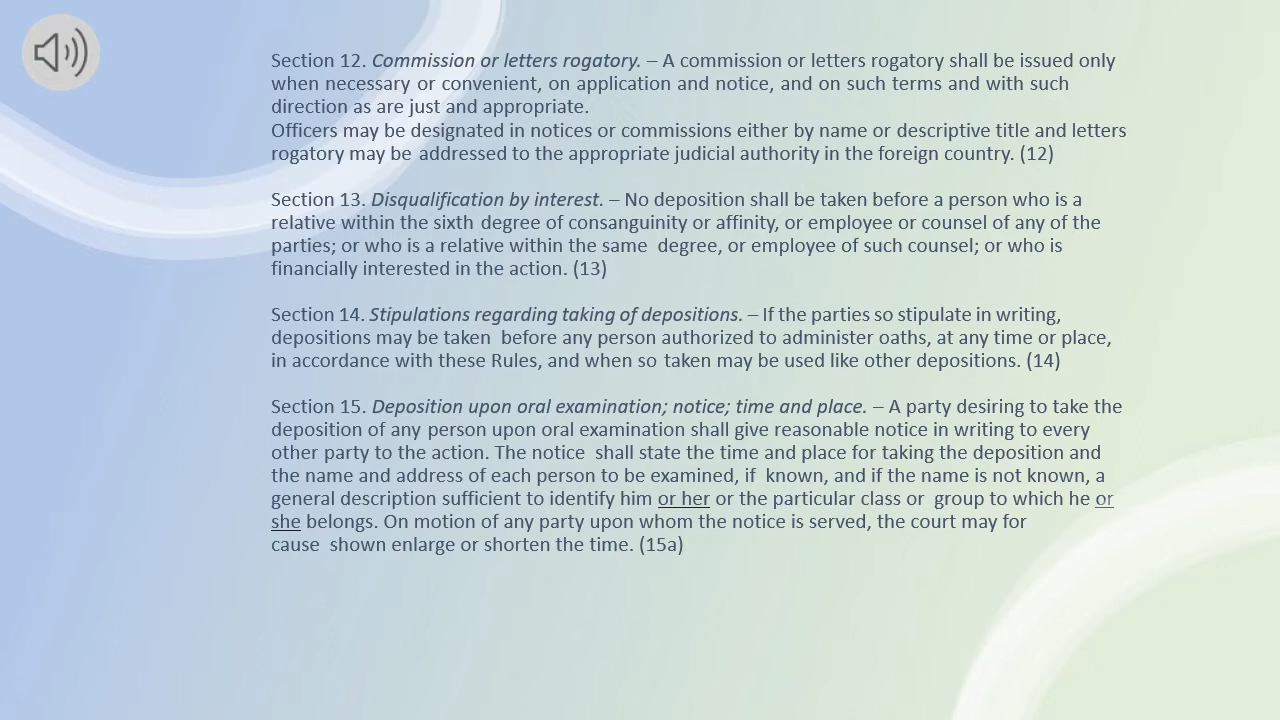 Section 12. Commission or letters rogatory. – A commission or letters rogatory shall be issued only
when necessary or convenient, on application and notice, and on such terms and with such
direction as are just and appropriate.
Officers may be designated in notices or commissions either by name or descriptive title and letters
rogatory may be addressed to the appropriate judicial authority in the foreign country. (12)
Section 13. Disqualification by interest. – No deposition shall be taken before a person who is a
relative within the sixth degree of consanguinity or affinity, or employee or counsel of any of the
parties; or who is a relative within the same degree, or employee of such counsel; or who is
financially interested in the action. (13)
Section 14. Stipulations regarding taking of depositions. – If the parties so stipulate in writing,
depositions may be taken before any person authorized to administer oaths, at any time or place,
in accordance with these Rules, and when so taken may be used like other depositions. (14)
Section 15. Deposition upon oral examination; notice; time and place. – A party desiring to take the
deposition of any person upon oral examination shall give reasonable notice in writing to every
other party to the action. The notice shall state the time and place for taking the deposition and
the name and address of each person to be examined, if known, and if the name is not known, a
general description sufficient to identify him or her or the particular class or group to which he or
she belongs. On motion of any party upon whom the notice is served, the court may for
cause shown enlarge or shorten the time. (15a)